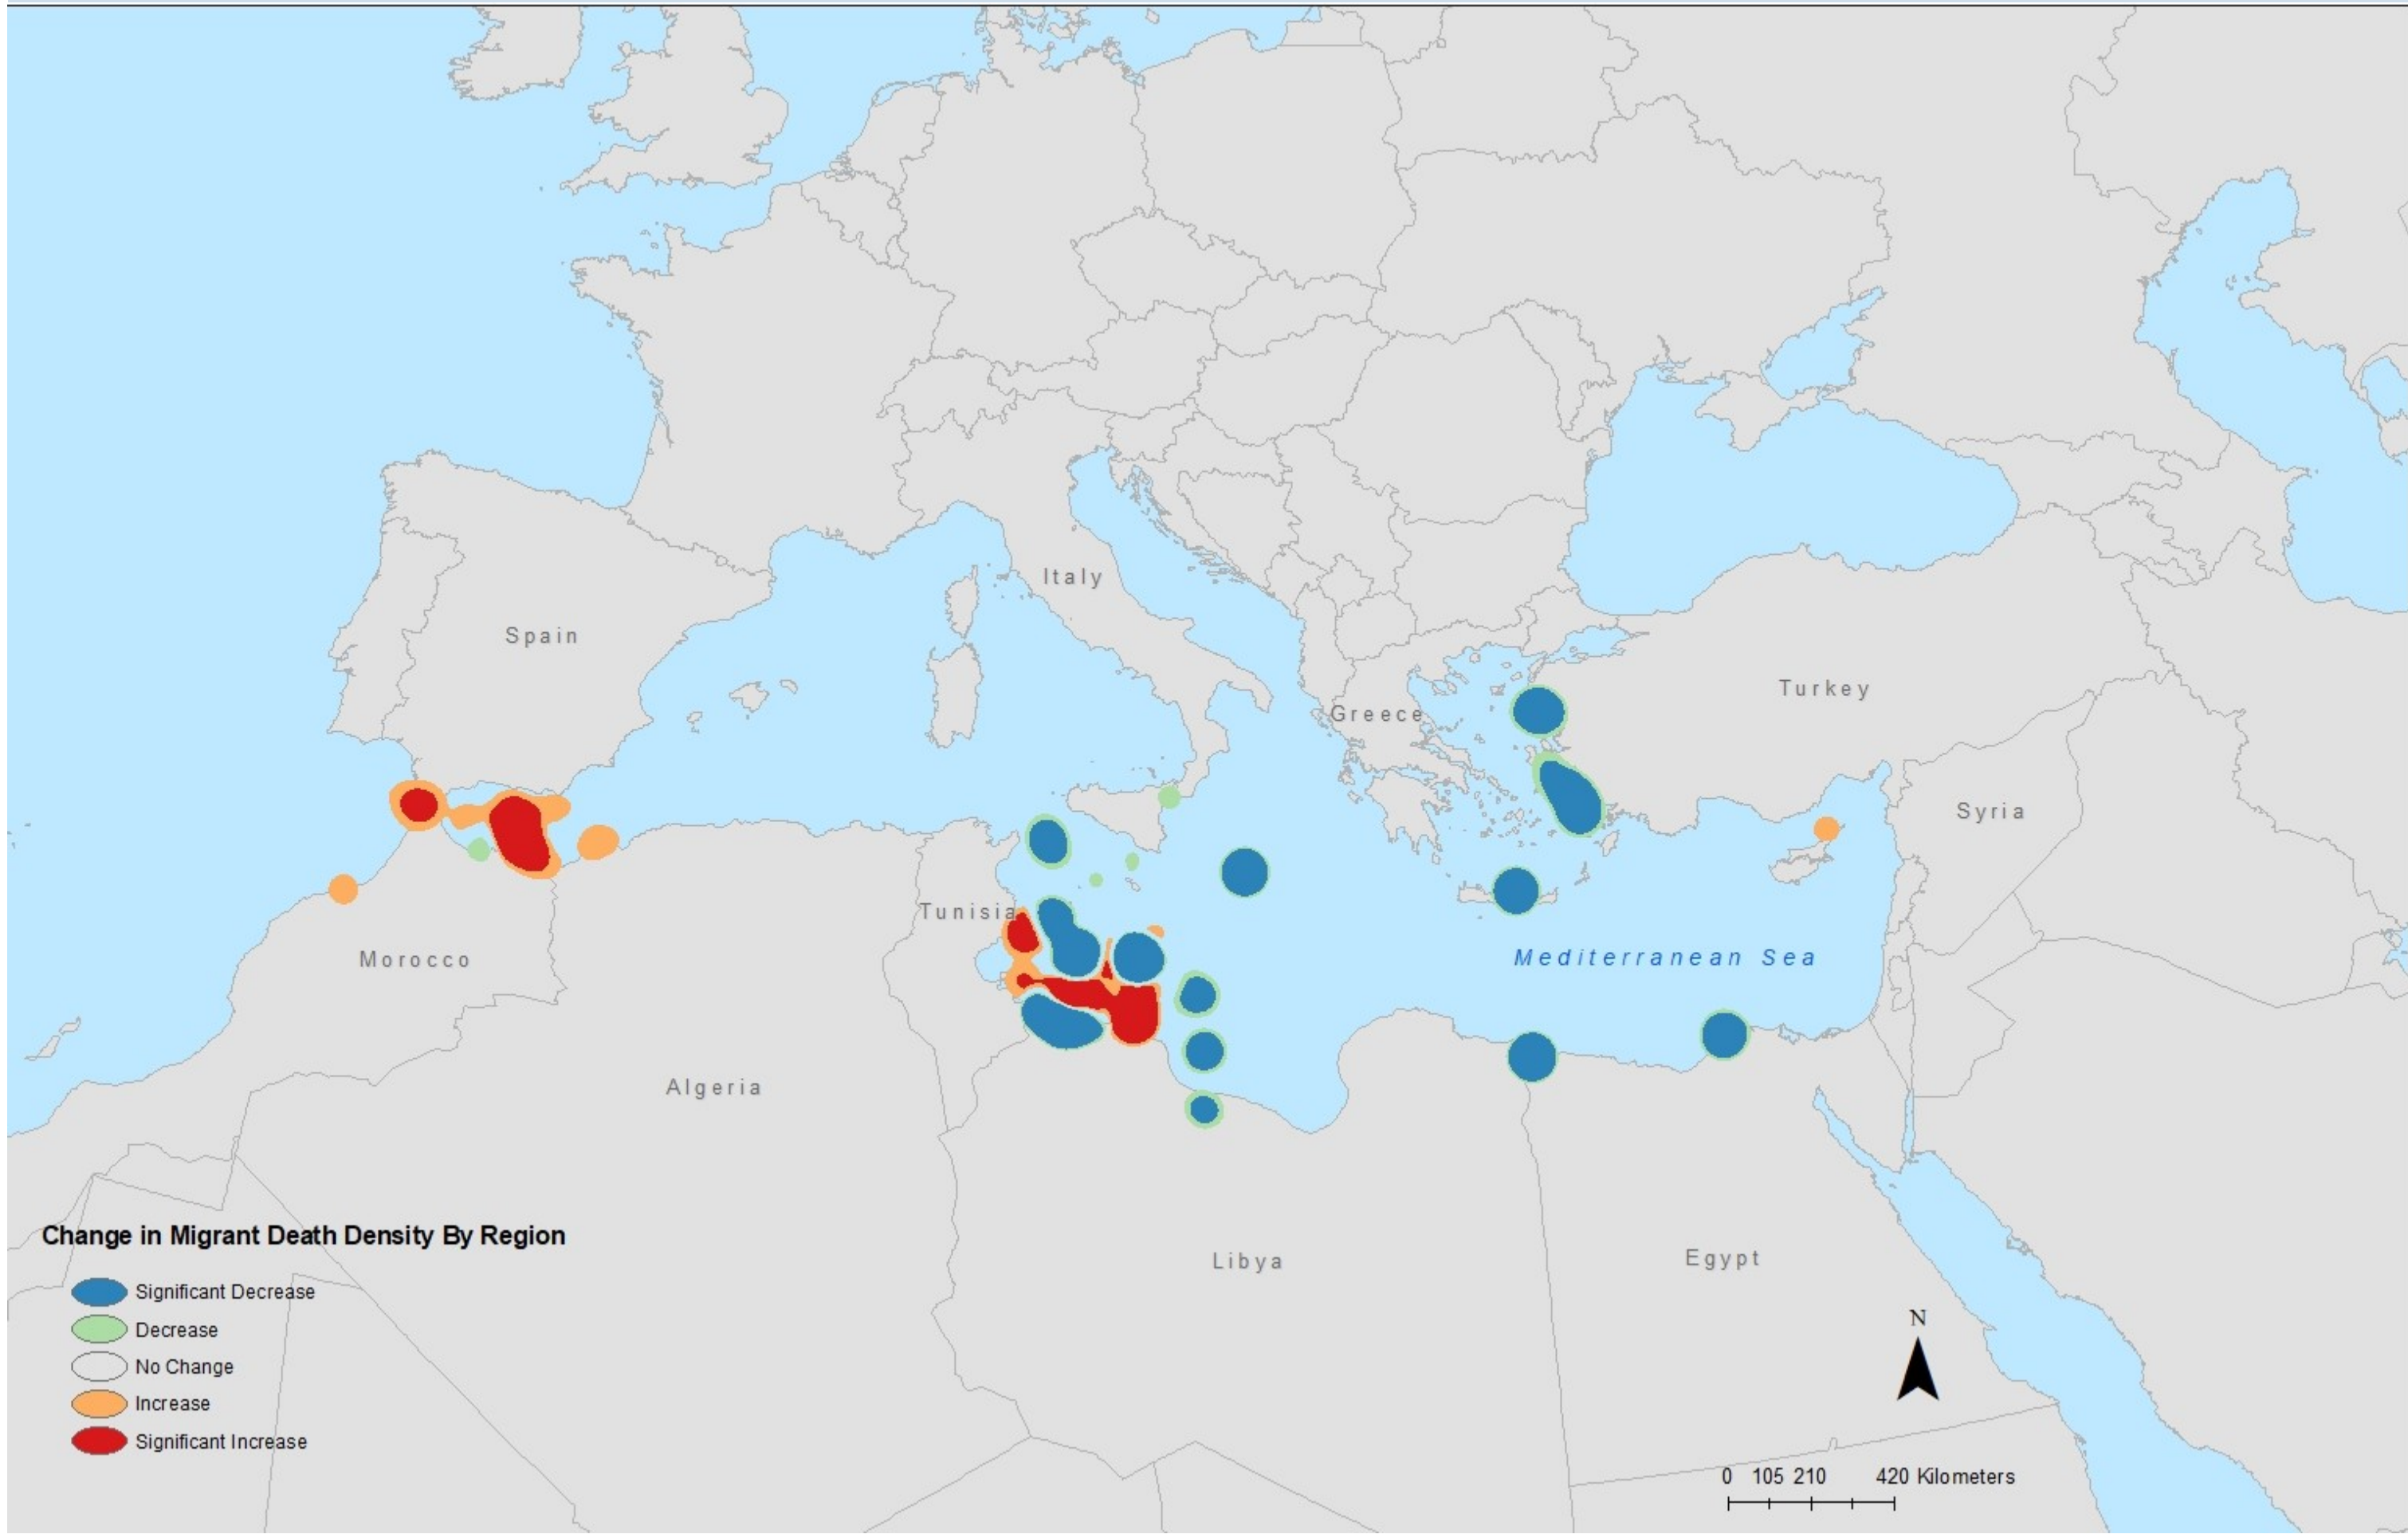 Italy
Spain
Turkey
Greece
Syria
Tunisia
Morocco
Mediterranean Sea
Algeria
Libya
Egypt
Change in Migrant Death Density By Region
Significant Decrease
Decrease
No Change
Increase
Significant Increase
N
0 105 210 420 Kilometers